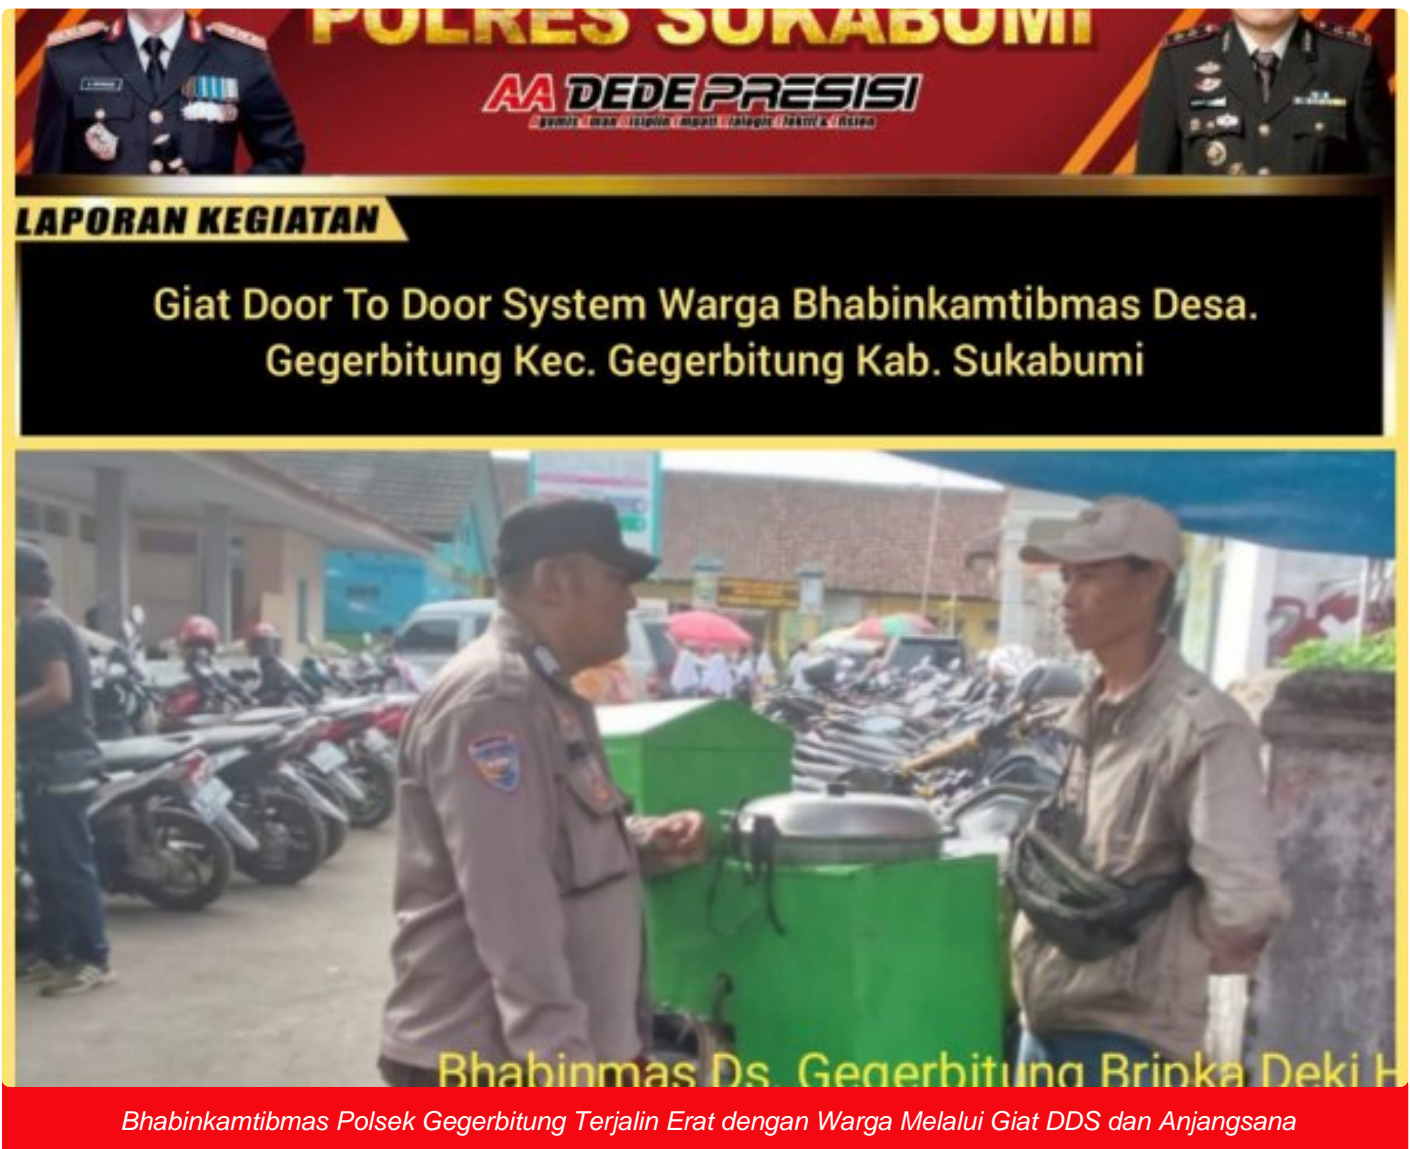 POLRES SUKABUMI
AA DEDE PRESISI
LAPORAN KEGIATAN
Giat Door To Door System Warga Bhabinkamtibmas Desa.
Gegerbitung Kec. Gegerbitung Kab. Sukabumi
Bhabinmas Ds. Gegerbitung Bripka Deki H
Bhabinkamtibmas Polsek Gegerbitung Terjalin Erat dengan Warga Melalui Giat DDS dan Anjangsana